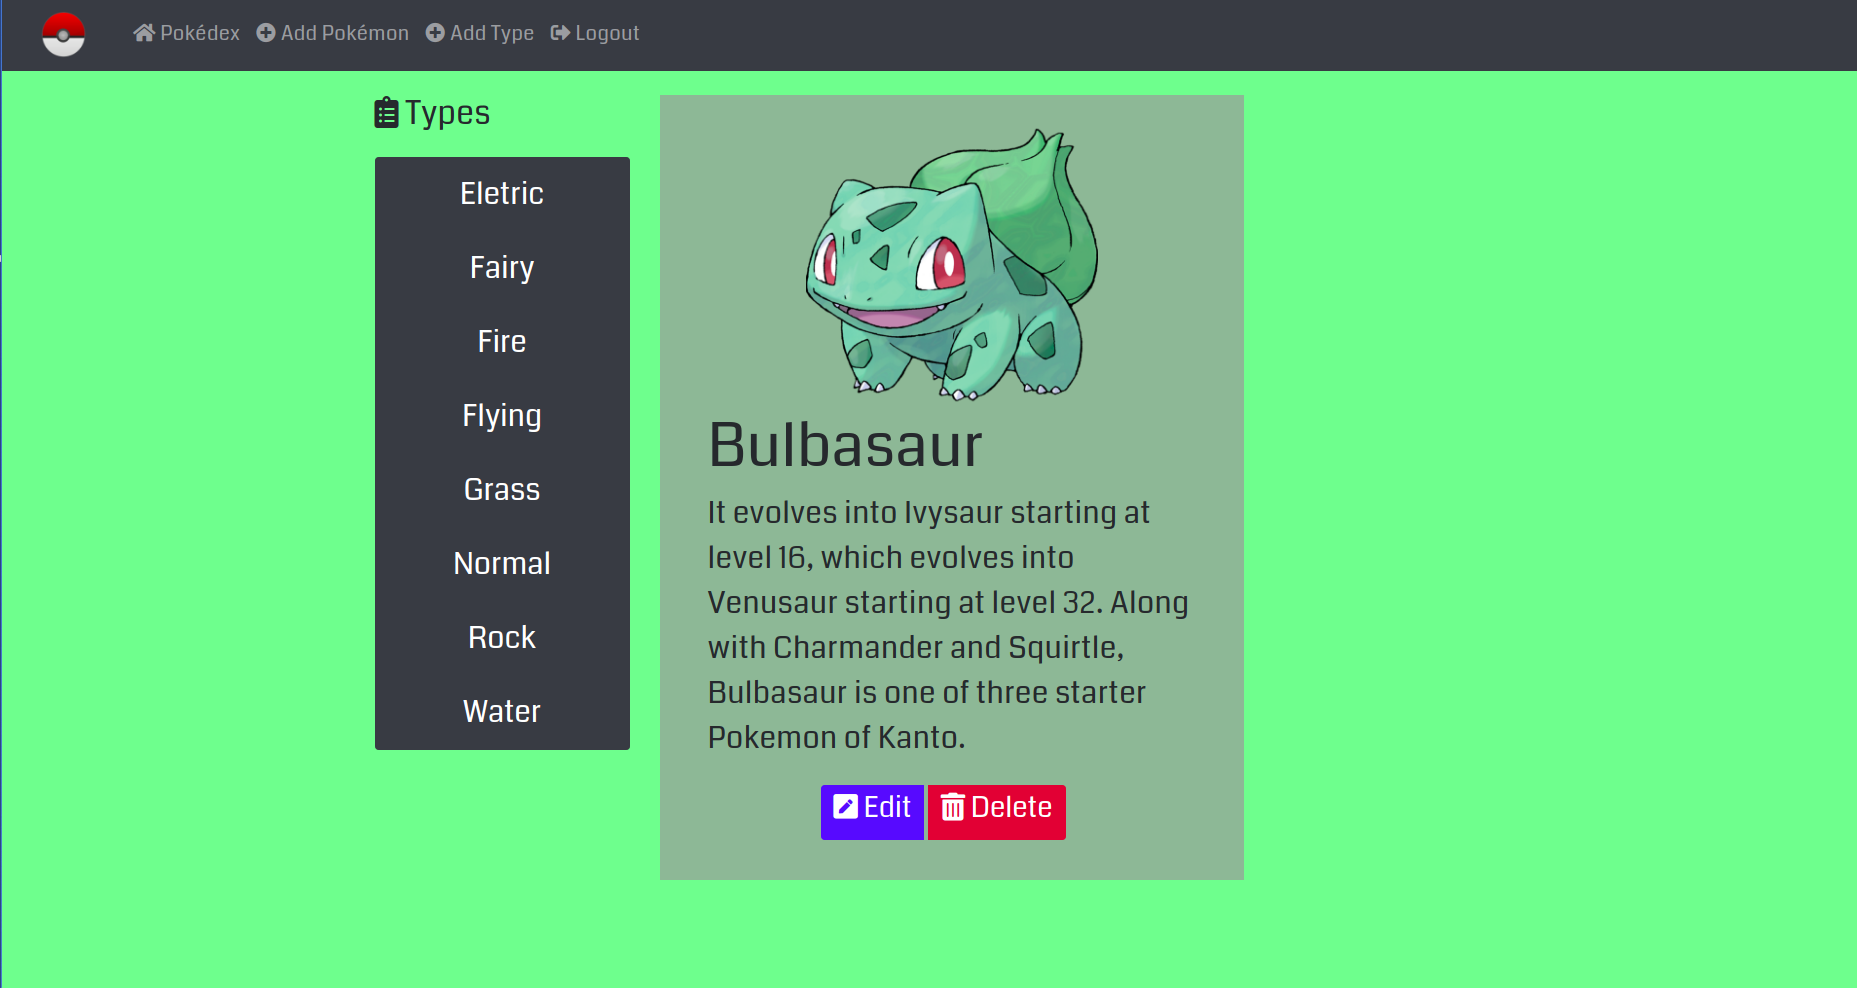 Pokédex Add Pokémon Add Type Logout
Types
Eletric
Fairy
Fire
Flying
Grass
Normal
Rock
Water
Bulbasaur
It evolves into Ivysaur starting at
level 16, which evolves into
Venusaur starting at level 32. Along
with Charmander and Squirtle,
Bulbasaur is one of three starter
Pokemon of Kanto.
Edit Delete